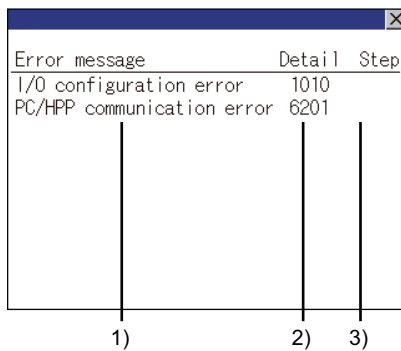 Error message Detail Step
I/O configuration error 1010
PC/HPP communication error 6201
1) 2) 3)